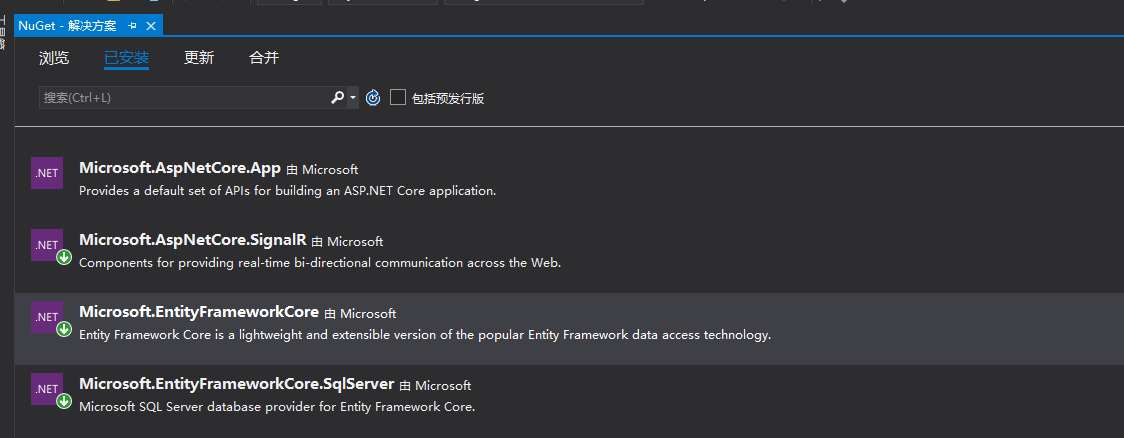 NuGet - 解决方案
浏览 已安装 更新 合并
搜索(Ctrl+L) 包括预发行版
.NET Microsoft.AspNetCore.App 由 Microsoft
Provides a default set of APIs for building an ASP.NET Core application.
.NET Microsoft.AspNetCore.SignalR 由 Microsoft
Components for providing real-time bi-directional communication across the Web.
.NET Microsoft.EntityFrameworkCore 由 Microsoft
Entity Framework Core is a lightweight and extensible version of the popular Entity Framework data access technology.
.NET Microsoft.EntityFrameworkCore.SqlServer 由 Microsoft
Microsoft SQL Server database provider for Entity Framework Core.